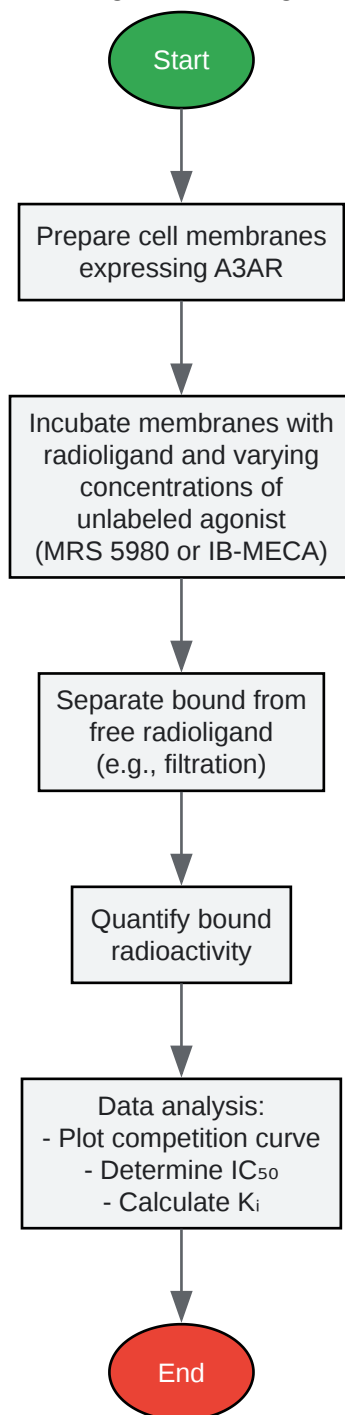 Start
Prepare cell membranes
expressing A3AR
Incubate membranes with
radioligand and varying
concentrations of
unlabeled agonist
(MRS 5980 or IB-MECA)
Separate bound from
free radioligand
(e.g., filtration)
Quantify bound
radioactivity
Data analysis:
- Plot competition curve
- Determine IC₅₀
- Calculate Kᵢ
End